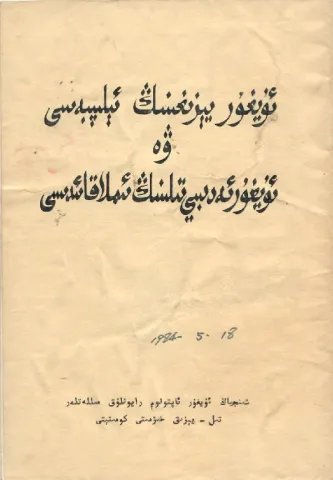 ئۇيغۇر يېزىغىنىڭ ئېلىپبەسى
ۋە
ئۇيغۇر ئەدەبىي تىلىنىڭ ئىملا قائىدىسى
1984 5. 18
شىنجاڭ ئۇيغۇر ئاپتونوم رايونلۇق مىللەتلەر
تىل - يېزىق خىزمىتى كومىتېتى